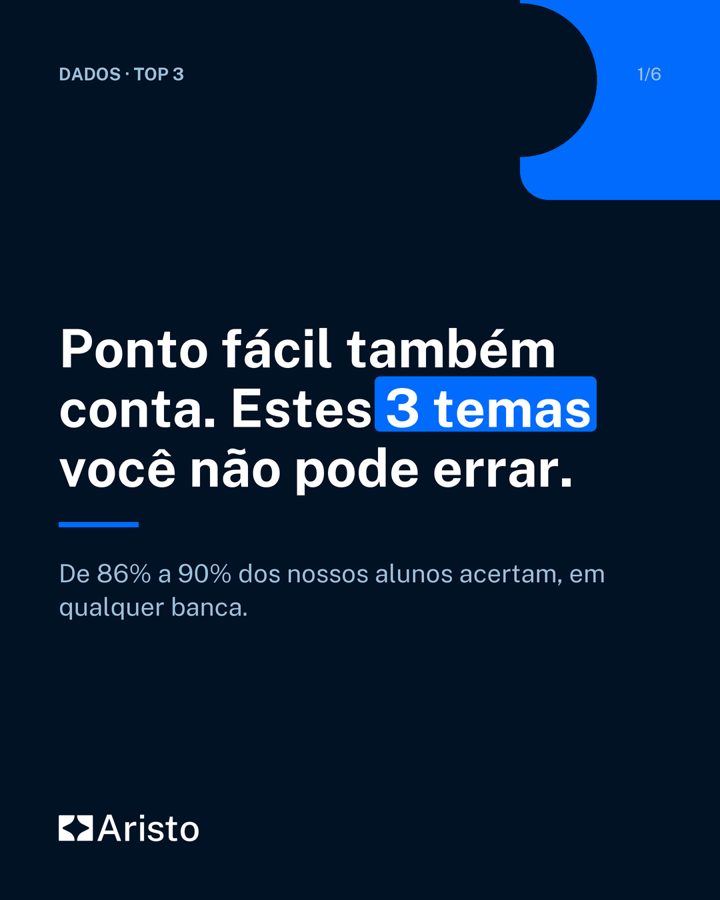 DADOS · TOP 3
1/6
Ponto fácil também
conta. Estes 3 temas
você não pode errar.
De 86% a 90% dos nossos alunos acertam, em
qualquer banca.
Aristo